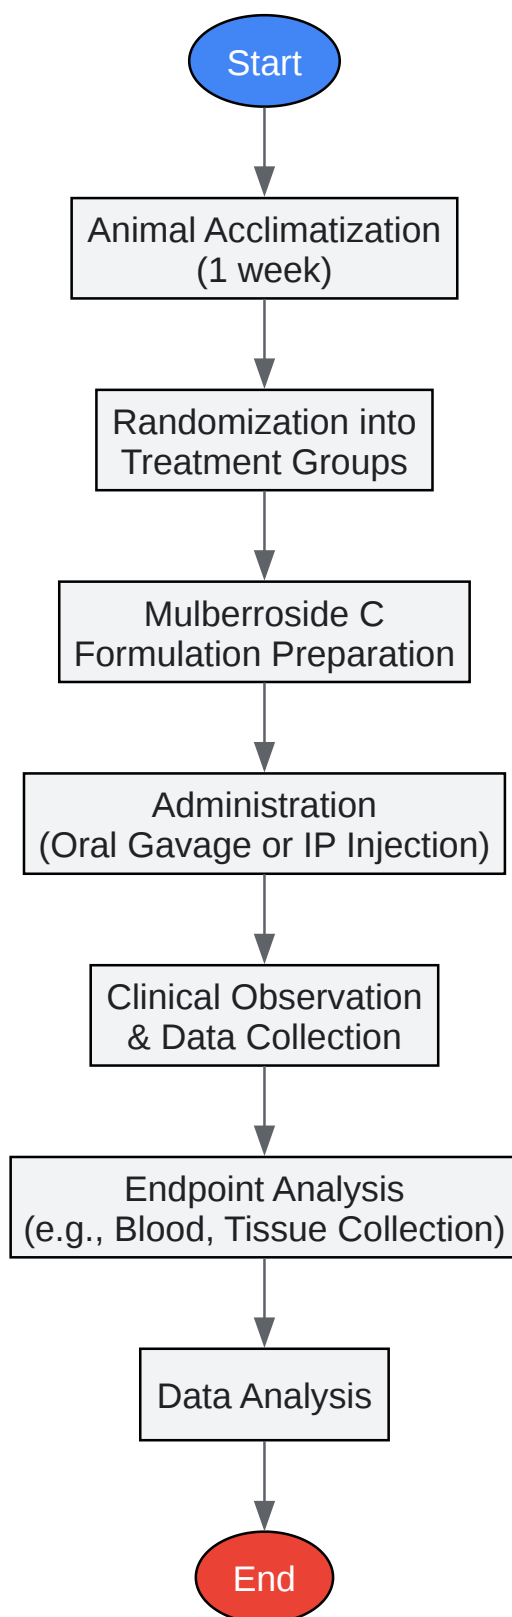 Start
Animal Acclimatization
(1 week)
Randomization into
Treatment Groups
Mulberroside C
Formulation Preparation
Administration
(Oral Gavage or IP Injection)
Clinical Observation
& Data Collection
Endpoint Analysis
(e.g., Blood, Tissue Collection)
Data Analysis
End